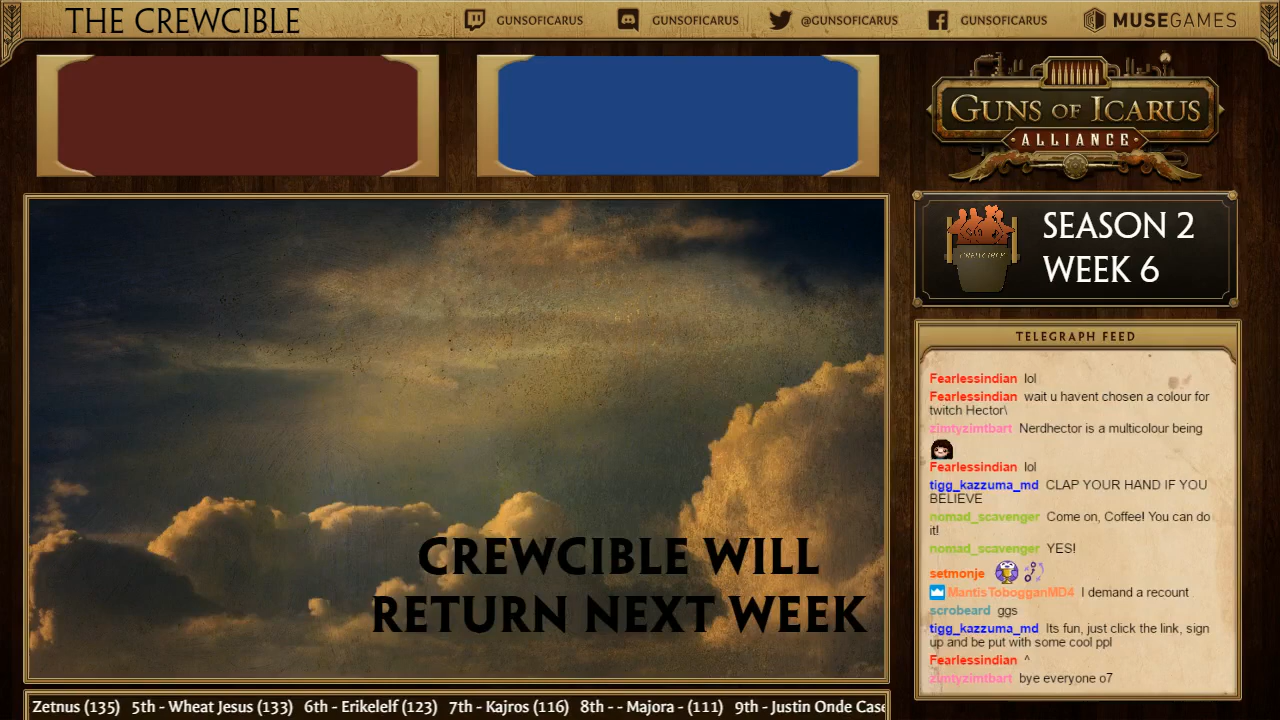 THE CREWCIBLE
GUNSOFICARUS GUNSOFICARUS @GUNSOFICARUS GUNSOFICARUS MUSEGAMES
GUNS OF ICARUS
ALLIANCE
CREWCIBLE
SEASON 2
WEEK 6
TELEGRAPH FEED
Fearlessindian lol
Fearlessindian wait u havent chosen a colour for
twitch Hector\
zimtyzimtbart Nerdhector is a multicolour being
Fearlessindian lol
tigg_kazzuma_md CLAP YOUR HAND IF YOU
BELIEVE
nomad_scavenger Come on, Coffee! You can do
it!
nomad_scavenger YES!
setmonje
MantisTobogganMD4 I demand a recount
scrobeard ggs
tigg_kazzuma_md Its fun, just click the link, sign
up and be put with some cool ppl
Fearlessindian ^
zimtyzimtbart bye everyone o7
CREWCIBLE WILL
RETURN NEXT WEEK
Zetnus (135) 5th - Wheat Jesus (133) 6th - Erikelelf (123) 7th - Kajros (116) 8th - - Majora - (111) 9th - Justin Onde Case